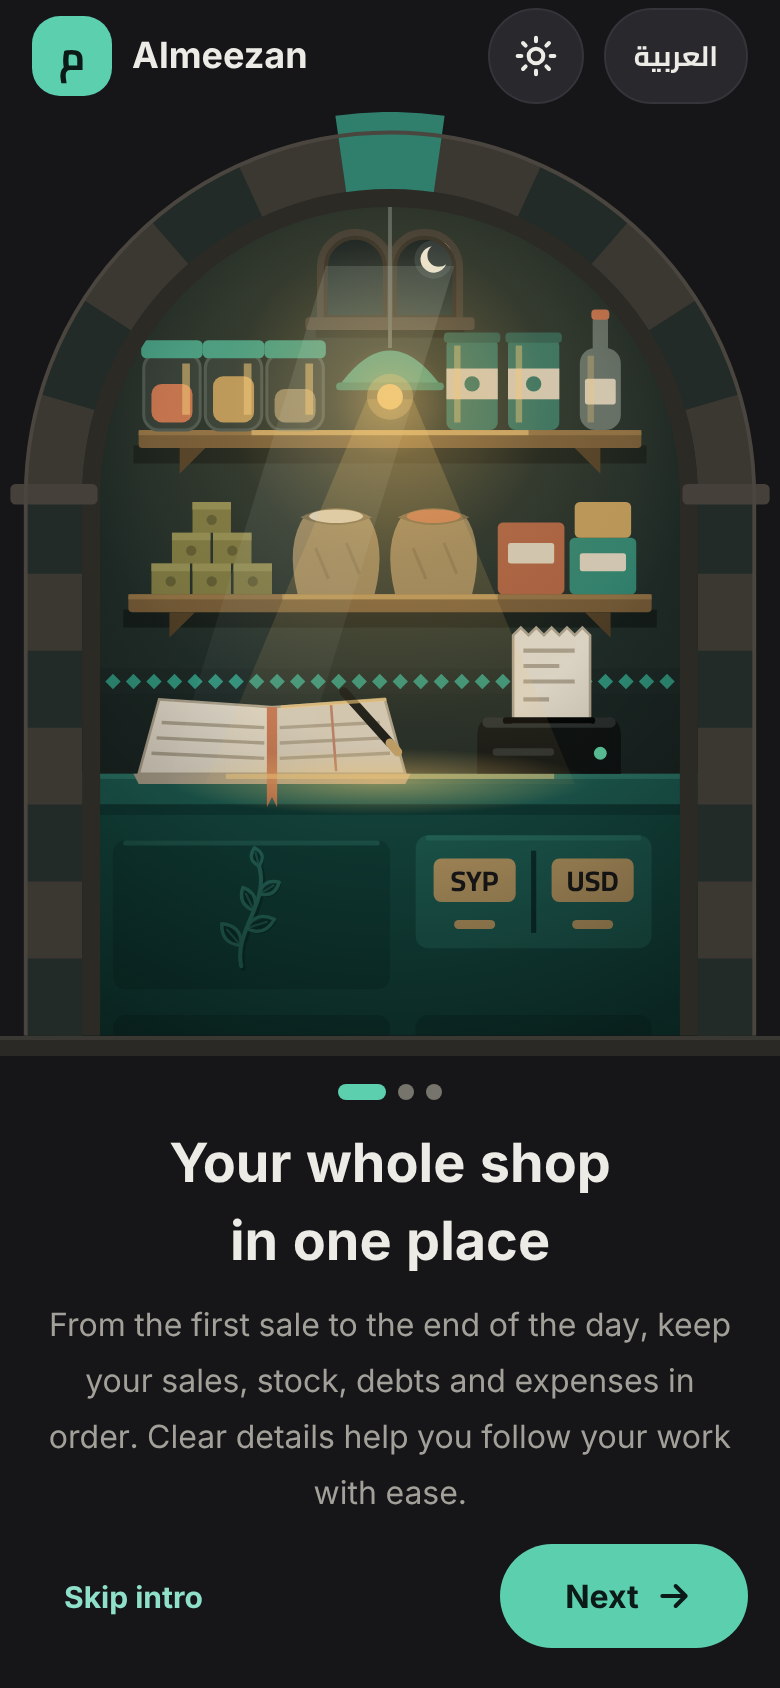 م
Almeezan
العربية
SYP
USD
Your whole shop
in one place
From the first sale to the end of the day, keep
your sales, stock, debts and expenses in
order. Clear details help you follow your work
with ease.
Skip intro
Next